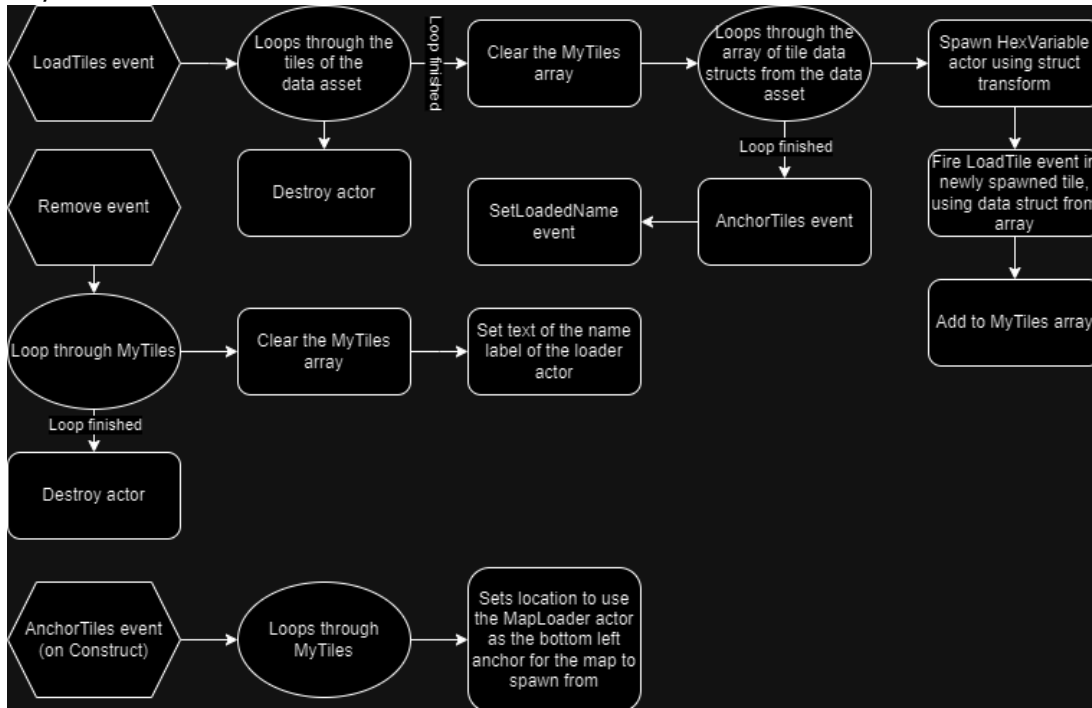 LoadTiles event
Loops through the
tiles of the
data asset
Loop finished
Clear the MyTiles
array
Loops through the
array of tile data
structs from the data
asset
Spawn HexVariable
actor using struct
transform
Destroy actor
Loop finished
Fire LoadTile event in
newly spawned tile,
using data struct from
array
Remove event
SetLoadedName
event
AnchorTiles event
Add to MyTiles array
Loop through MyTiles
Clear the MyTiles
array
Set text of the name
label of the loader
actor
Loop finished
Destroy actor
AnchorTiles event
(on Construct)
Loops through
MyTiles
Sets location to use
the MapLoader actor
as the bottom left
anchor for the map to
spawn from